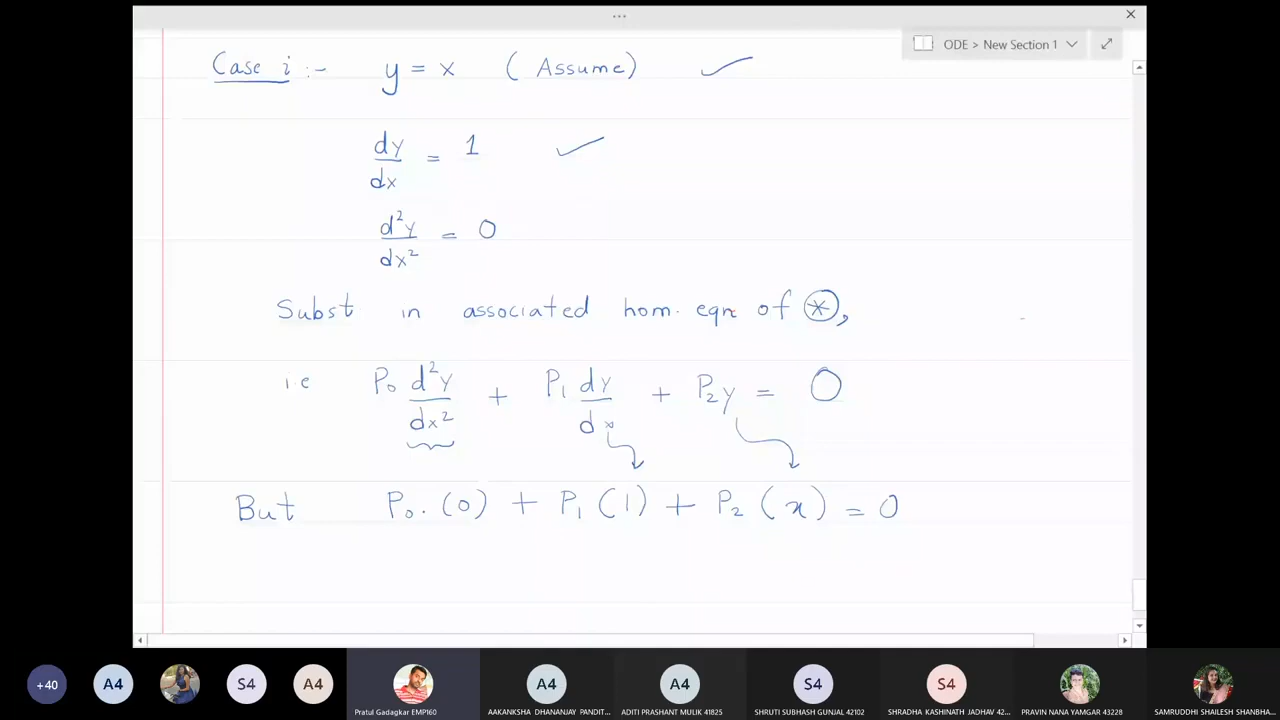 ODE > New Section 1
Case i :- y = x ( Assume )
dy/dx = 1
d²y/dx² = 0
Subst in associated hom. eqn of ⊛,
i.e P₀ d²y/dx² + P₁ dy/dx + P₂y = 0
But P₀.(0) + P₁(1) + P₂(x) = 0
+40
A4
S4
A4
Pratul Gadagkar EMP160
A4
AAKANKSHA DHANANJAY PANDIT...
A4
ADITI PRASHANT MULIK 41825
S4
SHRUTI SUBHASH GUNJAL 42102
S4
SHRADHA KASHINATH JADHAV 42...
PRAVIN NANA YAMGAR 43228
SAMRUDDHI SHAILESH SHANBHA...